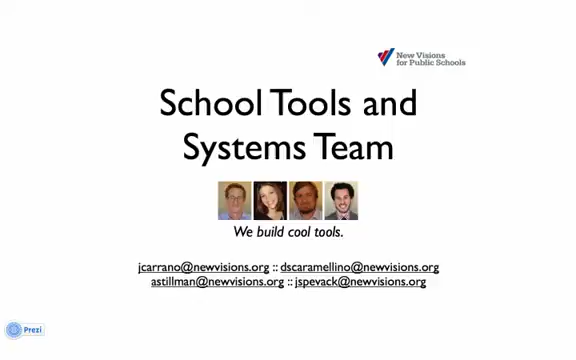 New Visions
for Public Schools
School Tools and
Systems Team
We build cool tools.
jcarrano@newvisions.org :: dscaramellino@newvisions.org
astillman@newvisions.org :: jspevack@newvisions.org
Prezi